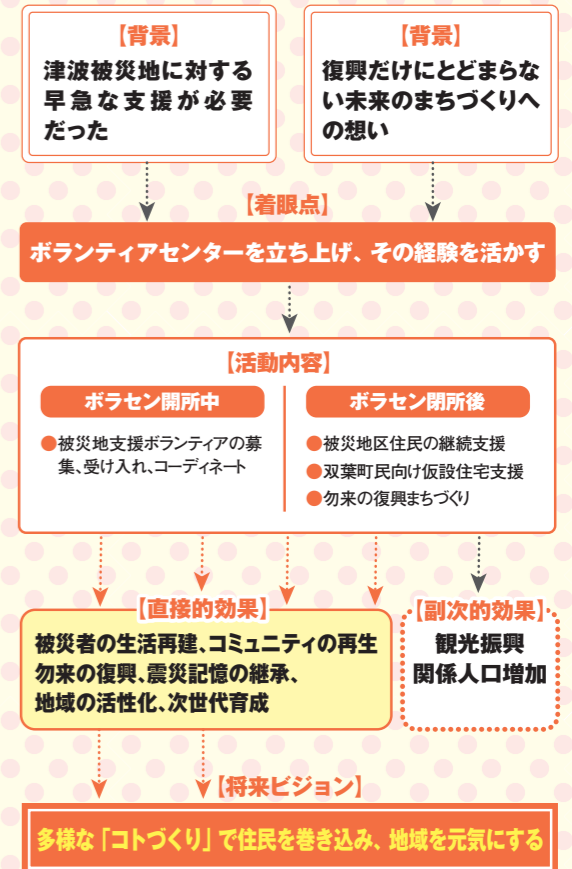 【背景】
津波被災地に対する
早急な支援が必要
だった
【背景】
復興だけにとどまらな
い未来のまちづくりへ
の想い
【着眼点】
ボランティアセンターを立ち上げ、その経験を活かす
【活動内容】
ボラセン開所中
●被災地支援ボランティアの募
集、受け入れ、コーディネート
ボラセン閉所後
●被災地区住民の継続支援
●双葉町民向け仮設住宅支援
●勿来の復興まちづくり
【直接的効果】
被災者の生活再建、コミュニティの再生
勿来の復興、震災記憶の継承、
地域の活性化、次世代育成
【副次的効果】
観光振興
関係人口増加
【将来ビジョン】
多様な「コトづくり」で住民を巻き込み、地域を元気にする